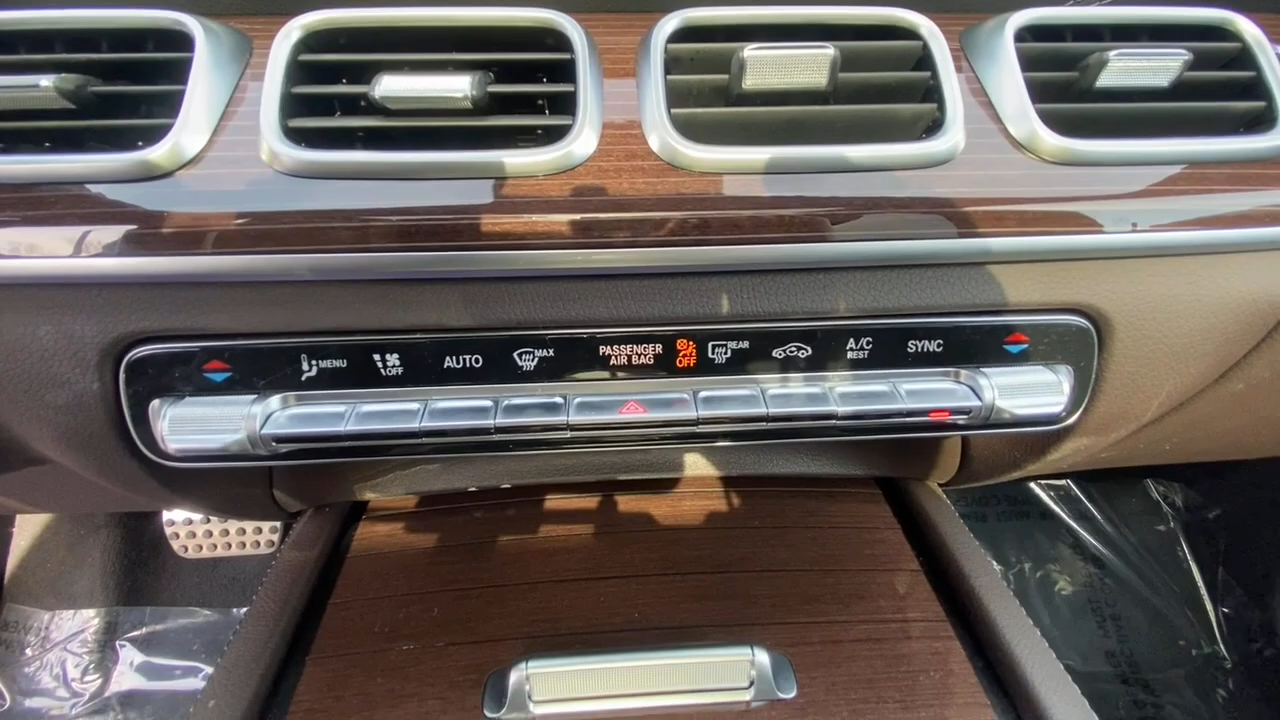 MENU
OFF
AUTO
MAX
PASSENGER
AIR BAG
OFF
REAR
A/C
REST
SYNC